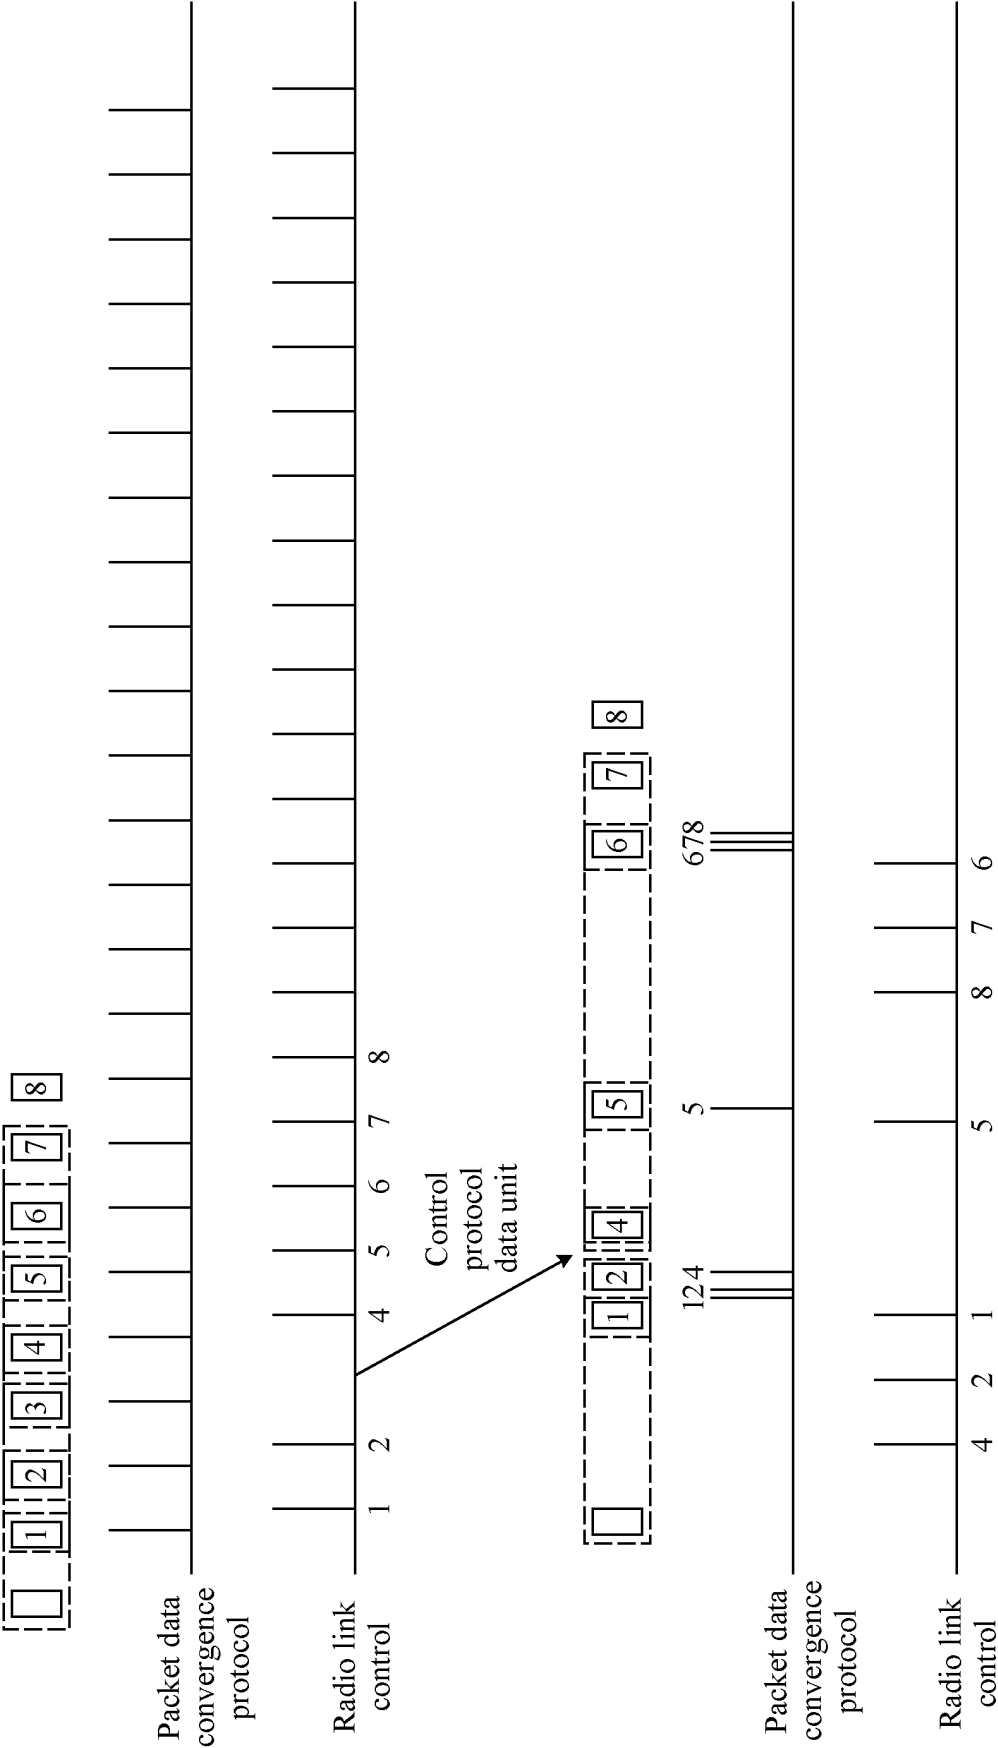 1 2 3 4 5 6 7 8
Packet data
convergence
protocol
Radio link
control
1 2 4 5 6 7 8
Control
protocol
data unit
1 2 4 5 6 7 8
124 5 678
Packet data
convergence
protocol
Radio link
control
4 2 1 5 8 7 6